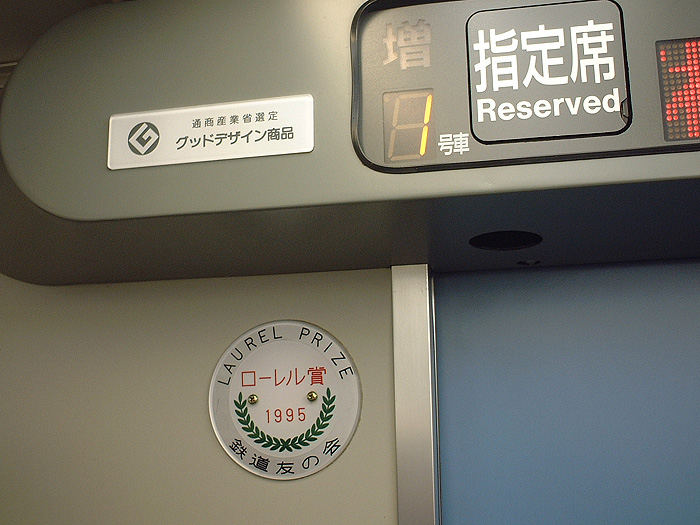 通商産業省選定
グッドデザイン商品
増
1号車
指定席
Reserved
LAUREL PRIZE
ローレル賞
1995
鉄道友の会